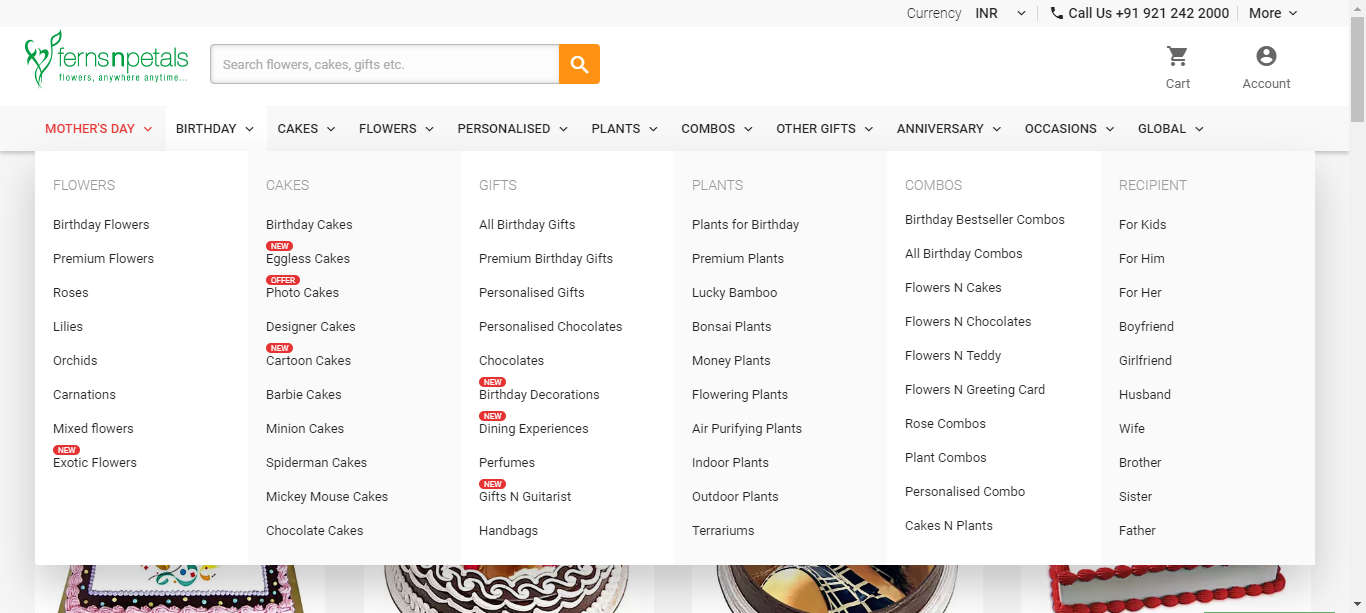 Currency INR Call Us +91 921 242 2000 More
fernsnpetals
flowers, anywhere anytime...
Search flowers, cakes, gifts etc.
Cart
Account
MOTHER'S DAY BIRTHDAY CAKES FLOWERS PERSONALISED PLANTS COMBOS OTHER GIFTS ANNIVERSARY OCCASIONS GLOBAL
FLOWERS
Birthday Flowers
Premium Flowers
Roses
Lilies
Orchids
Carnations
Mixed flowers
NEW
Exotic Flowers
CAKES
Birthday Cakes
NEW
Eggless Cakes
OFFER
Photo Cakes
Designer Cakes
NEW
Cartoon Cakes
Barbie Cakes
Minion Cakes
Spiderman Cakes
Mickey Mouse Cakes
Chocolate Cakes
GIFTS
All Birthday Gifts
Premium Birthday Gifts
Personalised Gifts
Personalised Chocolates
Chocolates
NEW
Birthday Decorations
NEW
Dining Experiences
Perfumes
NEW
Gifts N Guitarist
Handbags
PLANTS
Plants for Birthday
Premium Plants
Lucky Bamboo
Bonsai Plants
Money Plants
Flowering Plants
Air Purifying Plants
Indoor Plants
Outdoor Plants
Terrariums
COMBOS
Birthday Bestseller Combos
All Birthday Combos
Flowers N Cakes
Flowers N Chocolates
Flowers N Teddy
Flowers N Greeting Card
Rose Combos
Plant Combos
Personalised Combo
Cakes N Plants
RECIPIENT
For Kids
For Him
For Her
Boyfriend
Girlfriend
Husband
Wife
Brother
Sister
Father